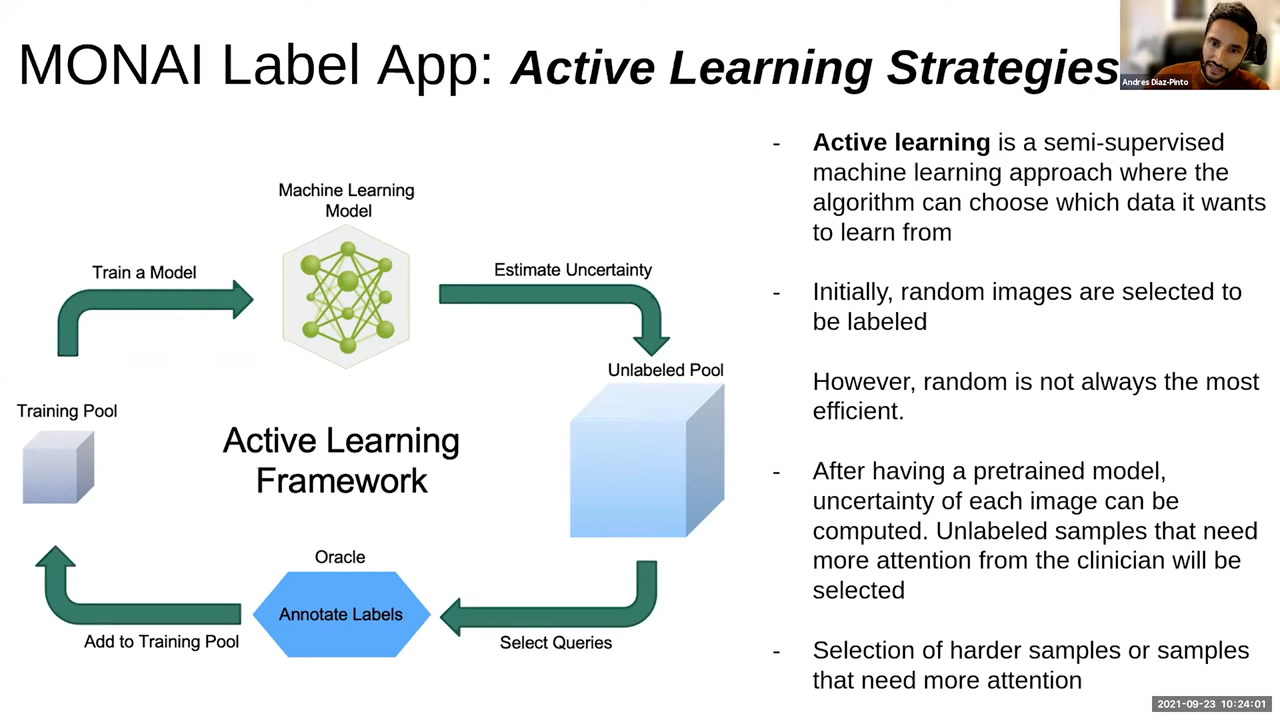 MONAI Label App: Active Learning Strategies
Andres Diaz-Pinto
Machine Learning
Model
Train a Model
Estimate Uncertainty
Unlabeled Pool
Training Pool
Active Learning
Framework
Oracle
Annotate Labels
Add to Training Pool
Select Queries
- Active learning is a semi-supervised
machine learning approach where the
algorithm can choose which data it wants
to learn from
- Initially, random images are selected to
be labeled
However, random is not always the most
efficient.
- After having a pretrained model,
uncertainty of each image can be
computed. Unlabeled samples that need
more attention from the clinician will be
selected
- Selection of harder samples or samples
that need more attention
2021-09-23 10:24:01